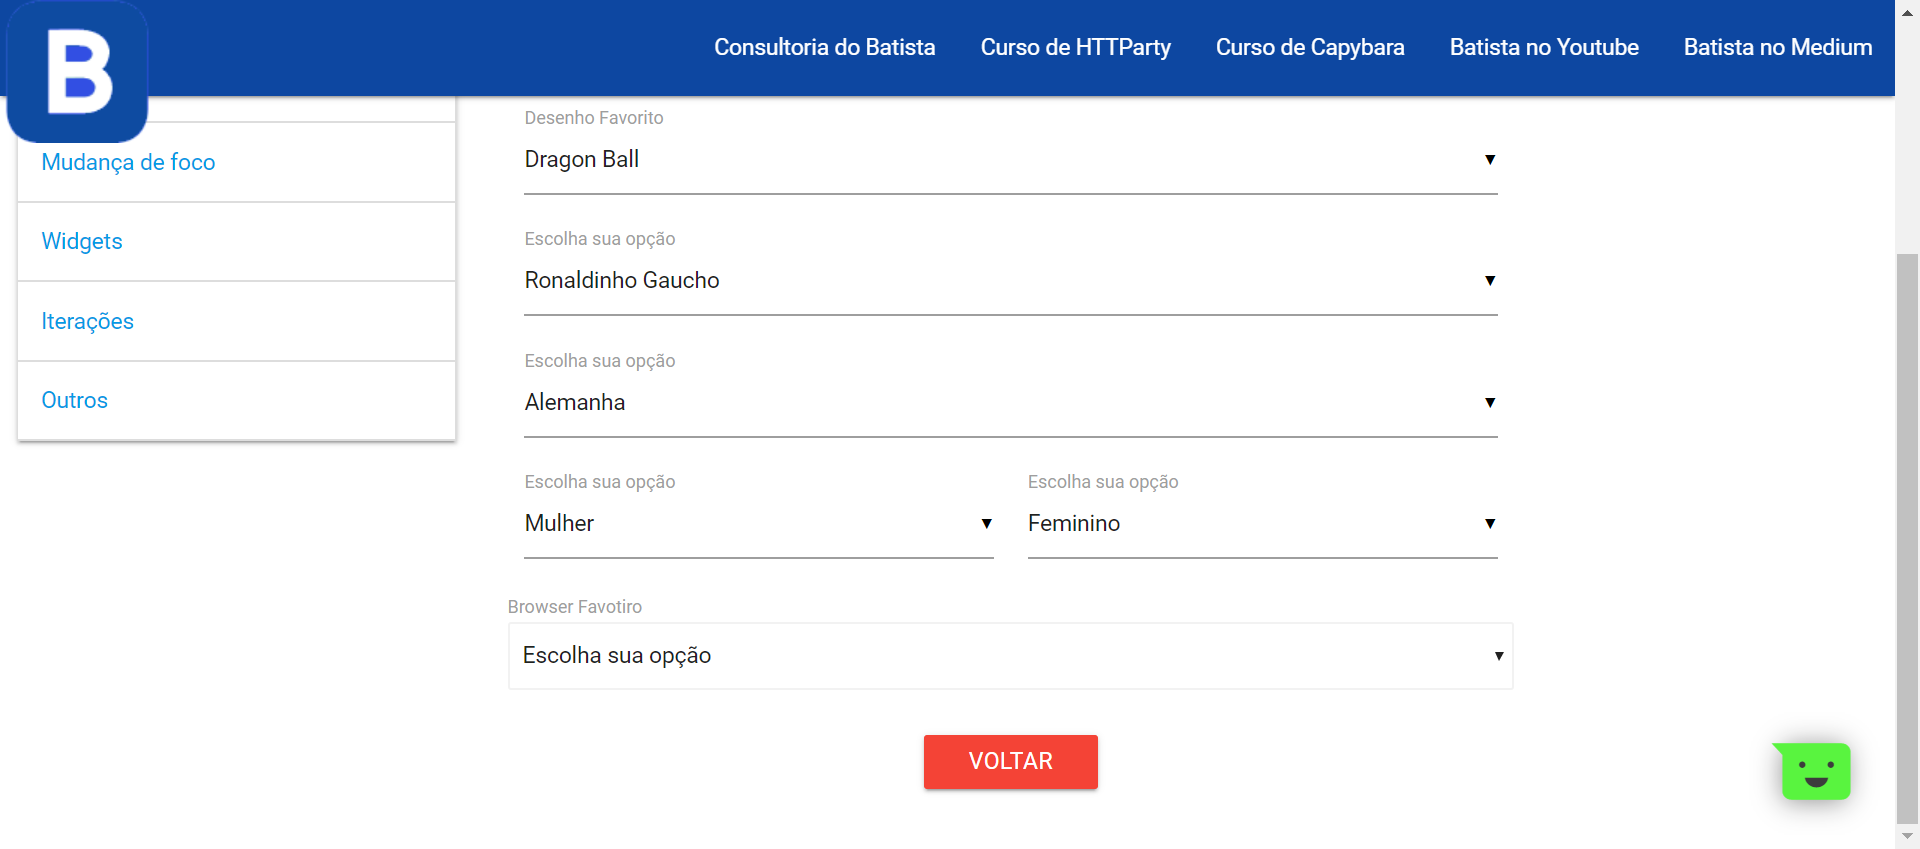 B
Consultoria do Batista
Curso de HTTParty
Curso de Capybara
Batista no Youtube
Batista no Medium
Mudança de foco
Widgets
Iterações
Outros
Desenho Favorito
Dragon Ball
Escolha sua opção
Ronaldinho Gaucho
Escolha sua opção
Alemanha
Escolha sua opção
Mulher
Escolha sua opção
Feminino
Browser Favotiro
Escolha sua opção
VOLTAR